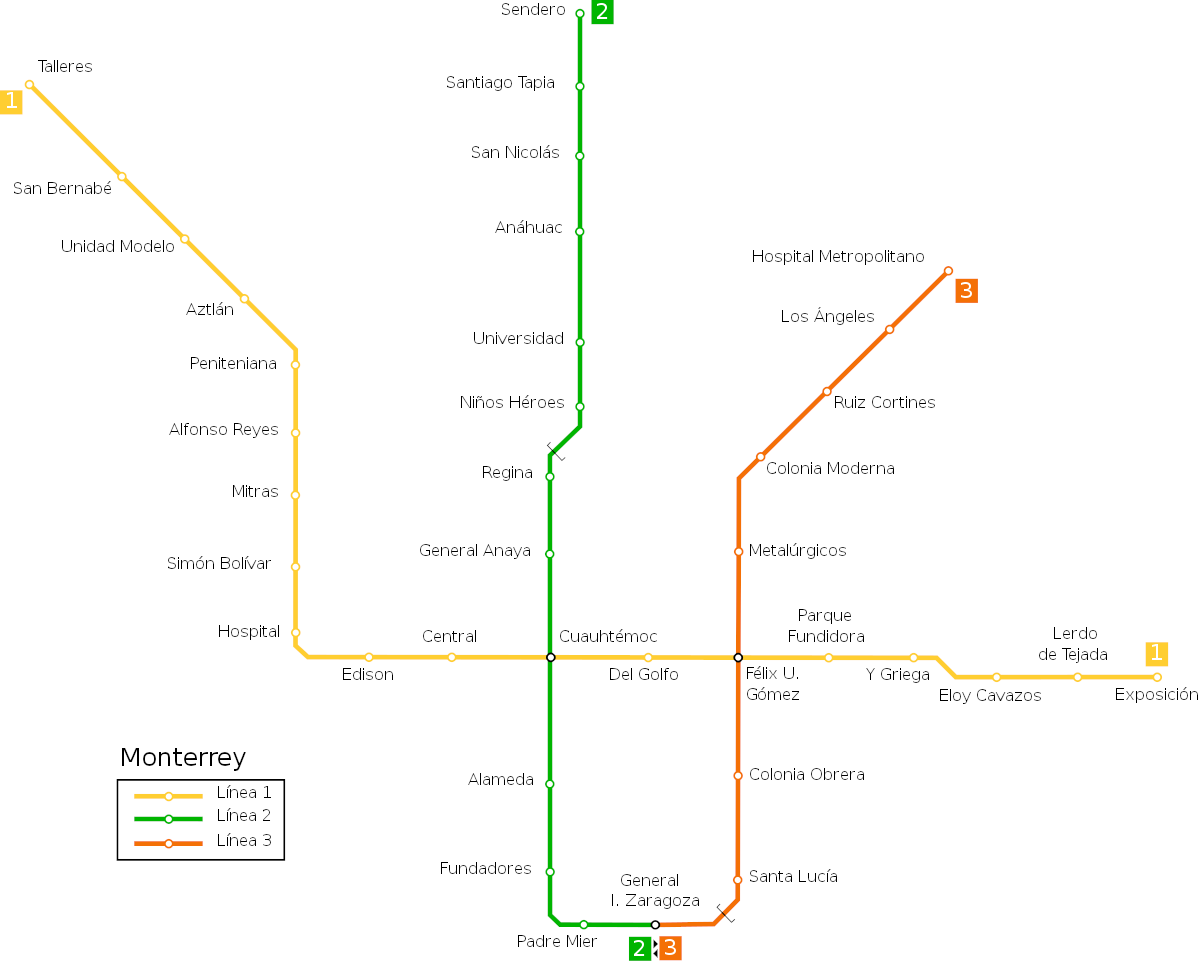 Sendero
2
Talleres
1
Santiago Tapia
San Nicolás
San Bernabé
Anáhuac
Unidad Modelo
Hospital Metropolitano
3
Aztlán
Los Ángeles
Universidad
Peniteniana
Niños Héroes
Ruiz Cortines
Alfonso Reyes
Regina
Colonia Moderna
Mitras
General Anaya
Metalúrgicos
Simón Bolívar
Parque
Fundidora
Hospital
Central
Cuauhtémoc
Lerdo
de Tejada
1
Edison
Del Golfo
Félix U.
Gómez
Y Griega
Eloy Cavazos
Exposición
Monterrey
Línea 1
Línea 2
Línea 3
Alameda
Colonia Obrera
Fundadores
General
I. Zaragoza
Santa Lucía
Padre Mier
2 3